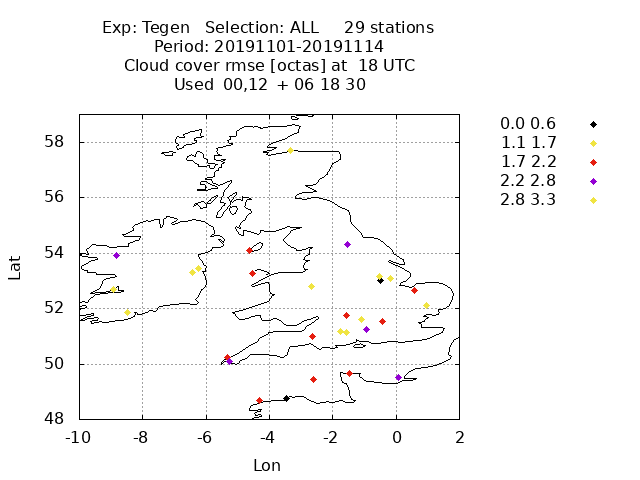 Exp: Tegen   Selection: ALL     29 stations
Period: 20191101-20191114
Cloud cover rmse [octas] at  18 UTC
Used  00,12  + 06 18 30
0.0 0.6
1.1 1.7
1.7 2.2
2.2 2.8
2.8 3.3
58
56
54
52
50
48
Lat
-10 -8 -6 -4 -2 0 2
Lon